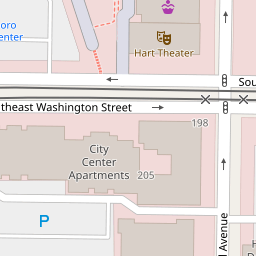 oro
enter
Hart Theater
Sou
theast Washington Street
198
City
Center
Apartments
205
P
d Avenue
H